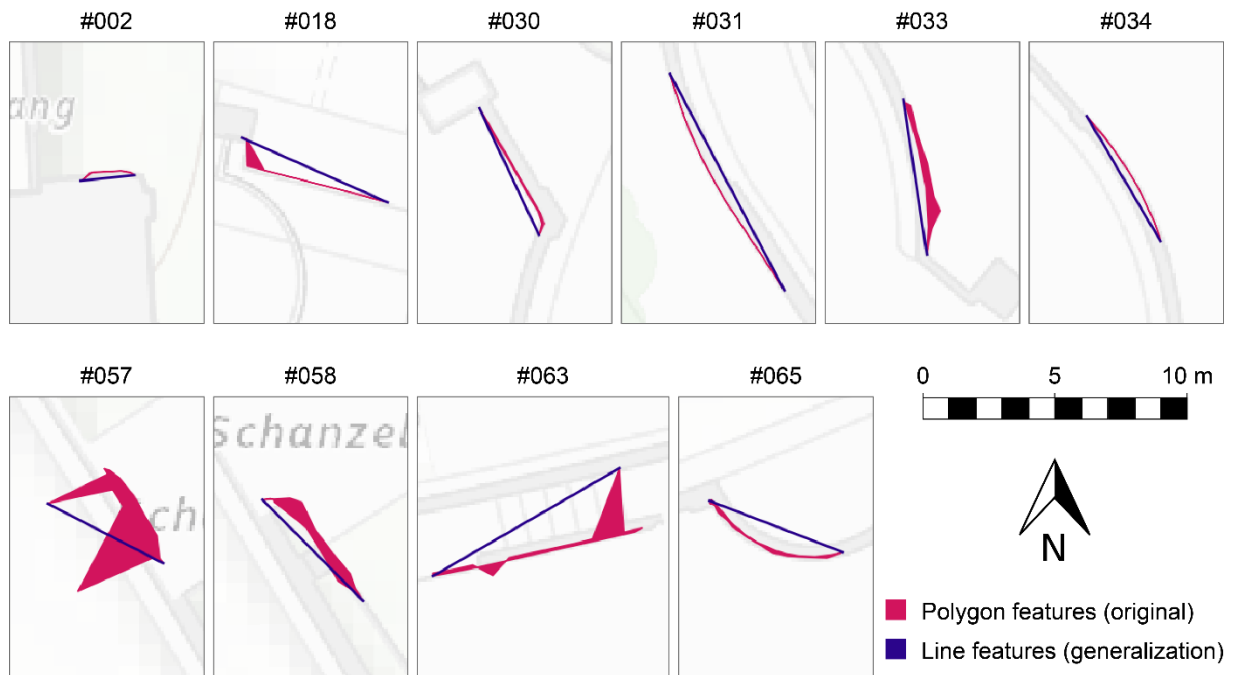 #002 #018 #030 #031 #033 #034
ang
#057 #058 #063 #065
0 5 10 m
Schanzel
Sch
N
Polygon features (original)
Line features (generalization)